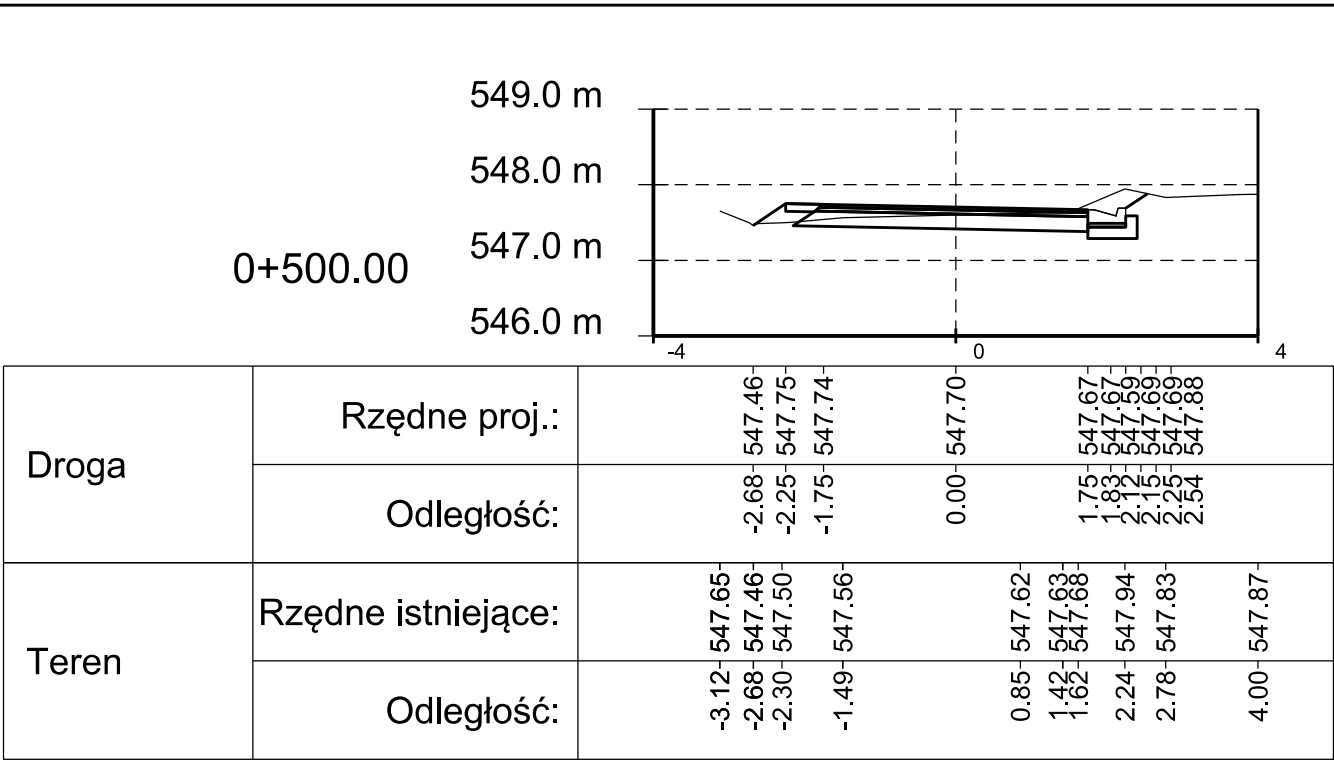 549.0 m
548.0 m
547.0 m
546.0 m
0+500.00
-4 0 4
Droga
Rzędne proj.: 547.46 547.75 547.74 547.70 547.67 547.67 547.59 547.69 547.69 547.88
Odległość: -2.68 -2.25 -1.75 0.00 1.75 1.83 2.12 2.15 2.25 2.54
Teren
Rzędne istniejące: 547.65 547.46 547.50 547.56 547.62 547.63 547.68 547.94 547.83 547.87
Odległość: -3.12 -2.68 -2.30 -1.49 0.85 1.42 1.62 2.24 2.78 4.00